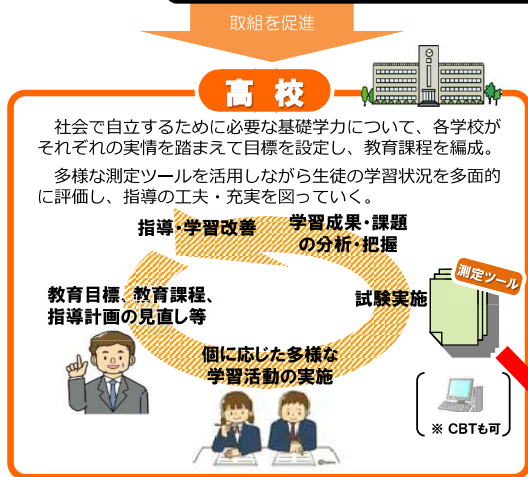 取組を促進
高校
社会で自立するために必要な基礎学力について、各学校が
それぞれの実情を踏まえて目標を設定し、教育課程を編成。
多様な測定ツールを活用しながら生徒の学習状況を多面的
に評価し、指導の工夫・充実を図っていく。
指導・学習改善
学習成果・課題
の分析・把握
測定ツール
試験実施
教育目標、教育課程、
指導計画の見直し等
個に応じた多様な
学習活動の実施
※ CBTも可